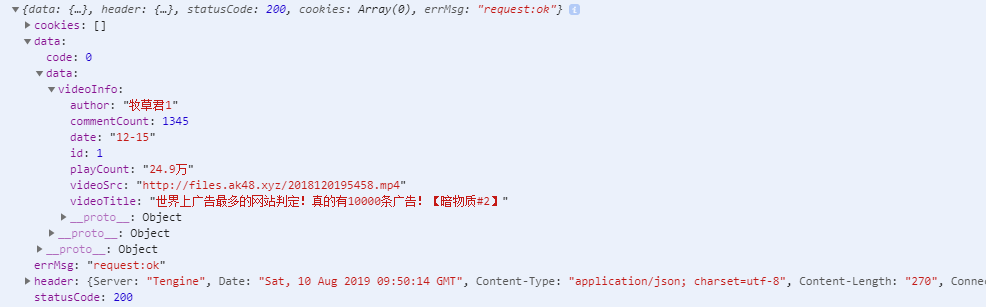 {data: {…}, header: {…}, statusCode: 200, cookies: Array(0), errMsg: "request:ok"} i
cookies: []
data:
code: 0
data:
videoInfo:
author: "牧草君1"
commentCount: 1345
date: "12-15"
id: 1
playCount: "24.9万"
videoSrc: "http://files.ak48.xyz/2018120195458.mp4"
videoTitle: "世界上广告最多的网站判定！真的有10000条广告！【暗物质#2】"
__proto__: Object
__proto__: Object
__proto__: Object
errMsg: "request:ok"
header: {Server: "Tengine", Date: "Sat, 10 Aug 2019 09:50:14 GMT", Content-Type: "application/json; charset=utf-8", Content-Length: "270", Connec
statusCode: 200